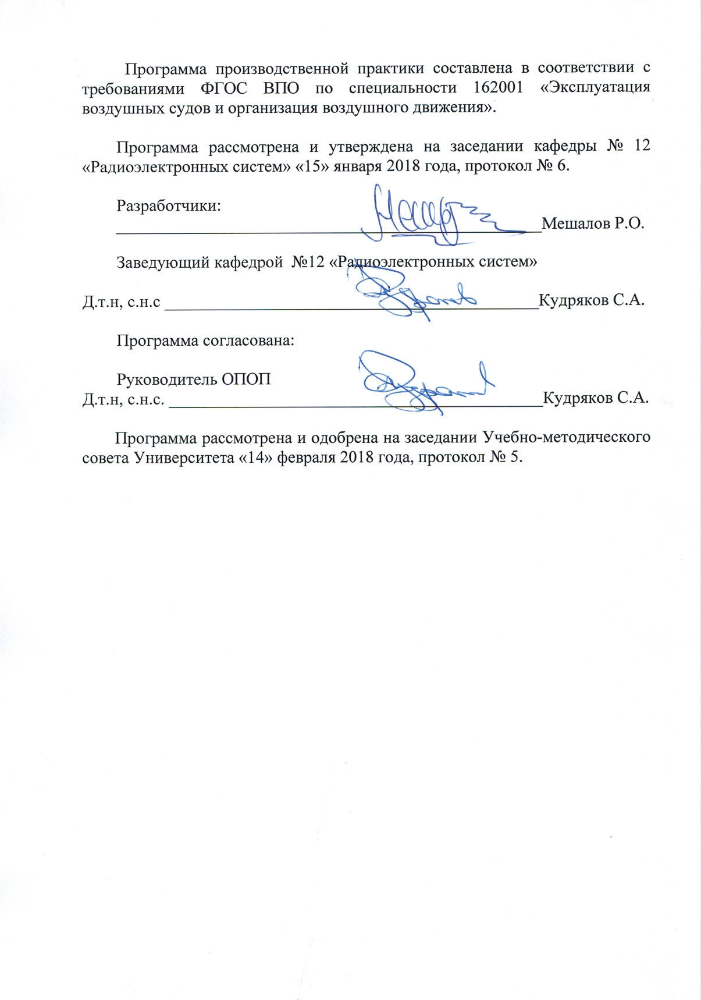 Программа производственной практики составлена в соответствии с
требованиями ФГОС ВПО по специальности 162001 «Эксплуатация
воздушных судов и организация воздушного движения».
Программа рассмотрена и утверждена на заседании кафедры № 12
«Радиоэлектронных систем» «15» января 2018 года, протокол № 6.
Разработчики:
Мешалов Р.О.
Заведующий кафедрой №12 «Радиоэлектронных систем»
Д.т.н, с.н.с Кудряков С.А.
Программа согласована:
Руководитель ОПОП
Д.т.н, с.н.с. Кудряков С.А.
Программа рассмотрена и одобрена на заседании Учебно-методического
совета Университета «14» февраля 2018 года, протокол № 5.